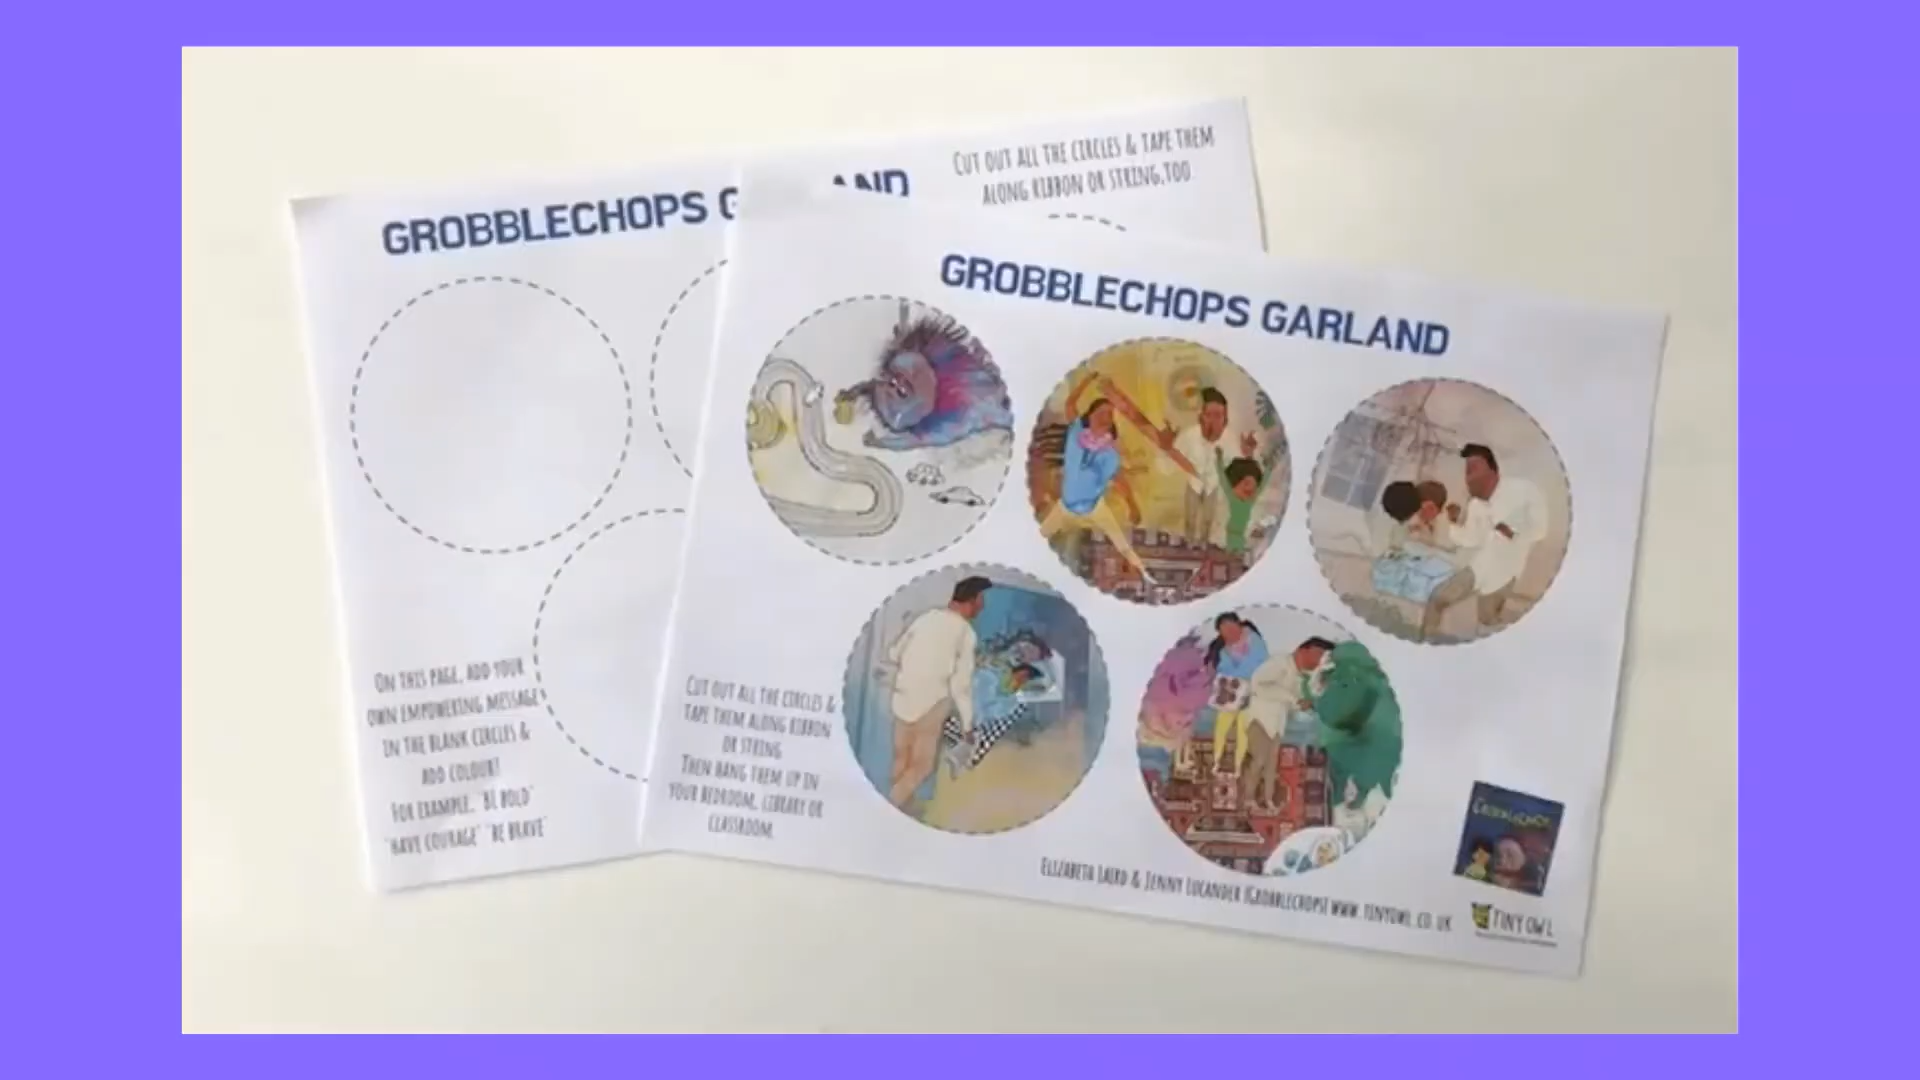 GROBBLECHOPS G AND
CUT OUT ALL THE CIRCLES & TAPE THEM
ALONG RIBBON OR STRING,TOO
ON THIS PAGE, ADD YOUR
OWN EMPOWERING MESSAGE
IN THE BLANK CIRCLES &
ADD COLOUR!
FOR EXAMPLE, 'BE BOLD'
'HAVE COURAGE' 'BE BRAVE'
GROBBLECHOPS GARLAND
CUT OUT ALL THE CIRCLES &
TAPE THEM ALONG RIBBON
OR STRING
THEN HANG THEM UP IN
YOUR BEDROOM, LIBRARY OR
CLASSROOM.
GROBBLECHOPS
ELIZABETH LAIRD & JENNY LUCANDER |GROBBLECHOPS| WWW.TINYOWL.CO.UK
TINY OWL